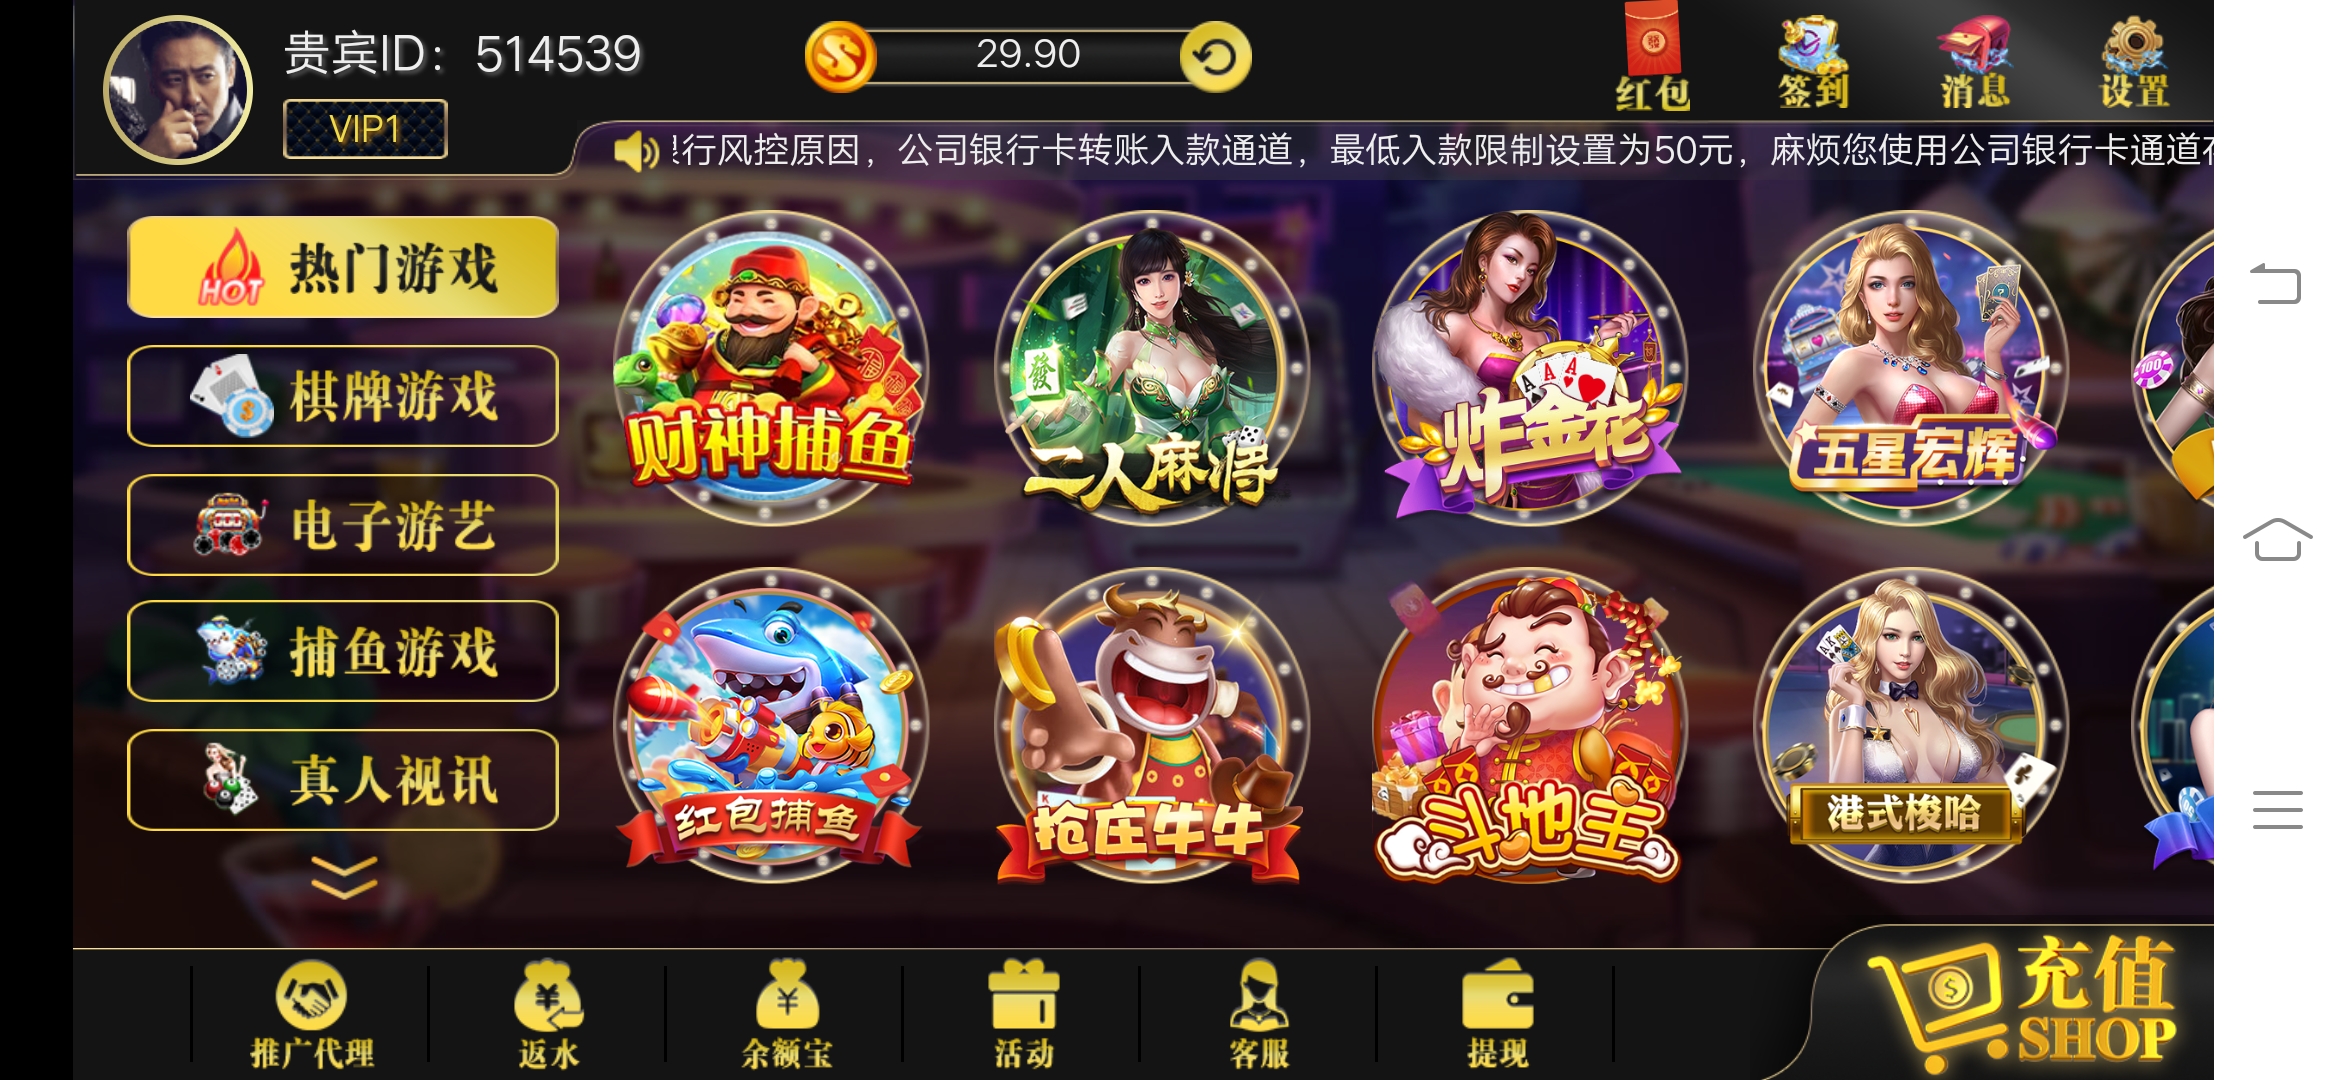 贵宾ID：514539
VIP1
29.90
红包
签到
消息
设置
行风控原因，公司银行卡转账入款通道，最低入款限制设置为50元，麻烦您使用公司银行卡通道
HOT 热门游戏
棋牌游戏
电子游艺
捕鱼游戏
真人视讯
發
财神捕鱼
二人麻将
A A A
炸金花
五星宏辉
100
红包捕鱼
抢庄牛牛
斗地主
港式梭哈
推广代理
返水
余额宝
活动
客服
提现
充值
SHOP